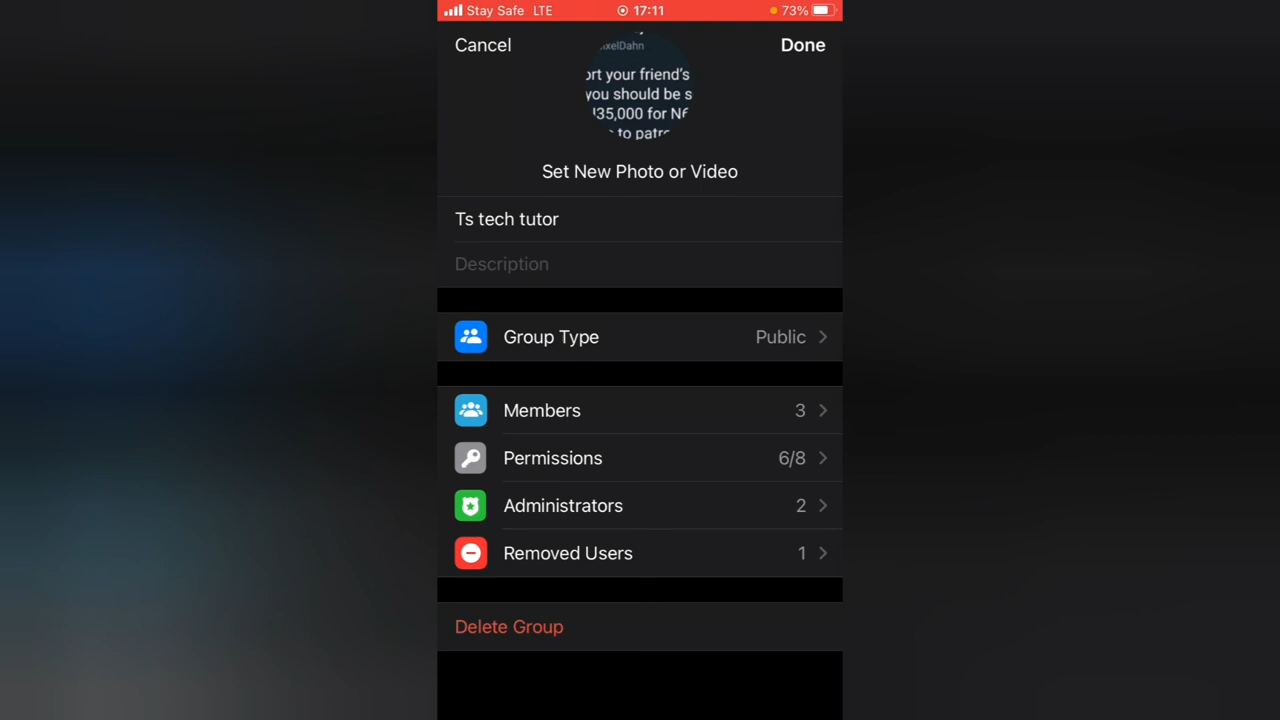 Stay Safe LTE 17:11 73%
Cancel
Done
xelDahn
ort your friend's
you should be s
35,000 for N6
to patr
Set New Photo or Video
Ts tech tutor
Description
Group Type Public
Members 3
Permissions 6/8
Administrators 2
Removed Users 1
Delete Group